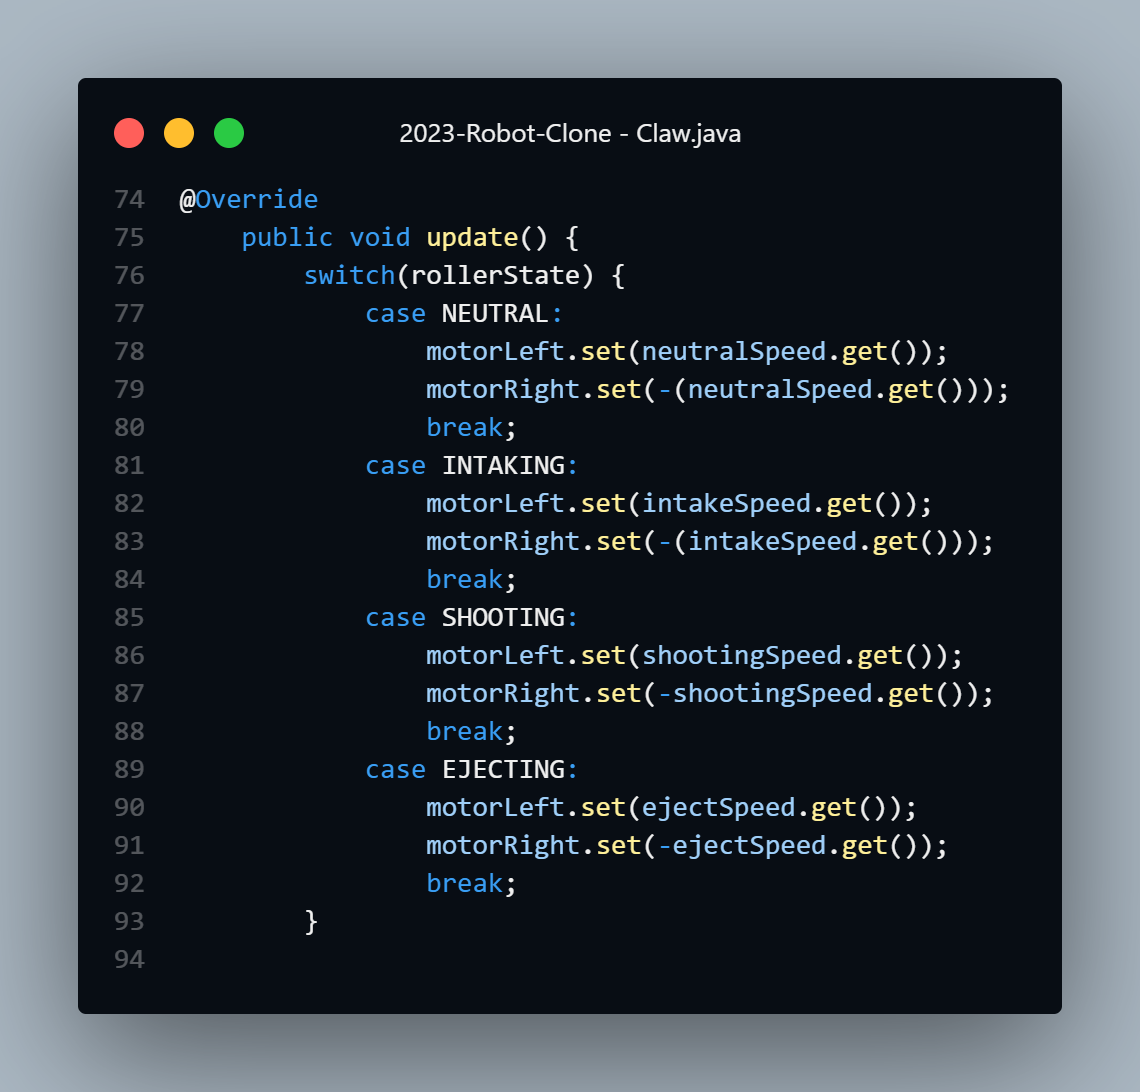 2023-Robot-Clone - Claw.java
74 @Override
75     public void update() {
76         switch(rollerState) {
77             case NEUTRAL:
78                 motorLeft.set(neutralSpeed.get());
79                 motorRight.set(-(neutralSpeed.get()));
80                 break;
81             case INTAKING:
82                 motorLeft.set(intakeSpeed.get());
83                 motorRight.set(-(intakeSpeed.get()));
84                 break;
85             case SHOOTING:
86                 motorLeft.set(shootingSpeed.get());
87                 motorRight.set(-shootingSpeed.get());
88                 break;
89             case EJECTING:
90                 motorLeft.set(ejectSpeed.get());
91                 motorRight.set(-ejectSpeed.get());
92                 break;
93         }
94